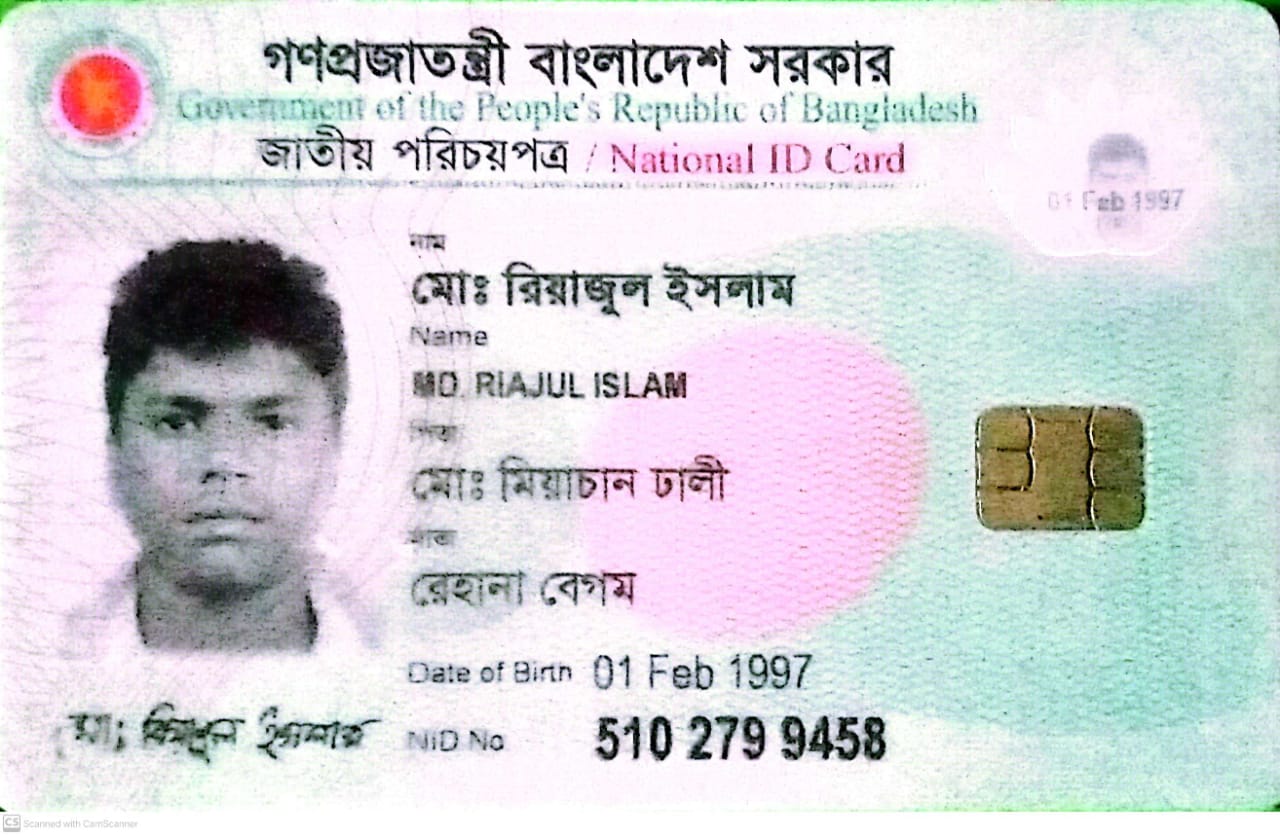 গণপ্রজাতন্ত্রী বাংলাদেশ সরকার
Government of the People's Republic of Bangladesh
জাতীয় পরিচয়পত্র / National ID Card
01 Feb 1997
নাম
মোঃ রিয়াজুল ইসলাম
Name
MD. RIAJUL ISLAM
পিতা
মোঃ মিয়াচান ঢালী
মাতা
রেহানা বেগম
Date of Birth 01 Feb 1997
মোঃ রিয়াজুল ইসলাম
NID No 510 279 9458
CS Scanned with CamScanner